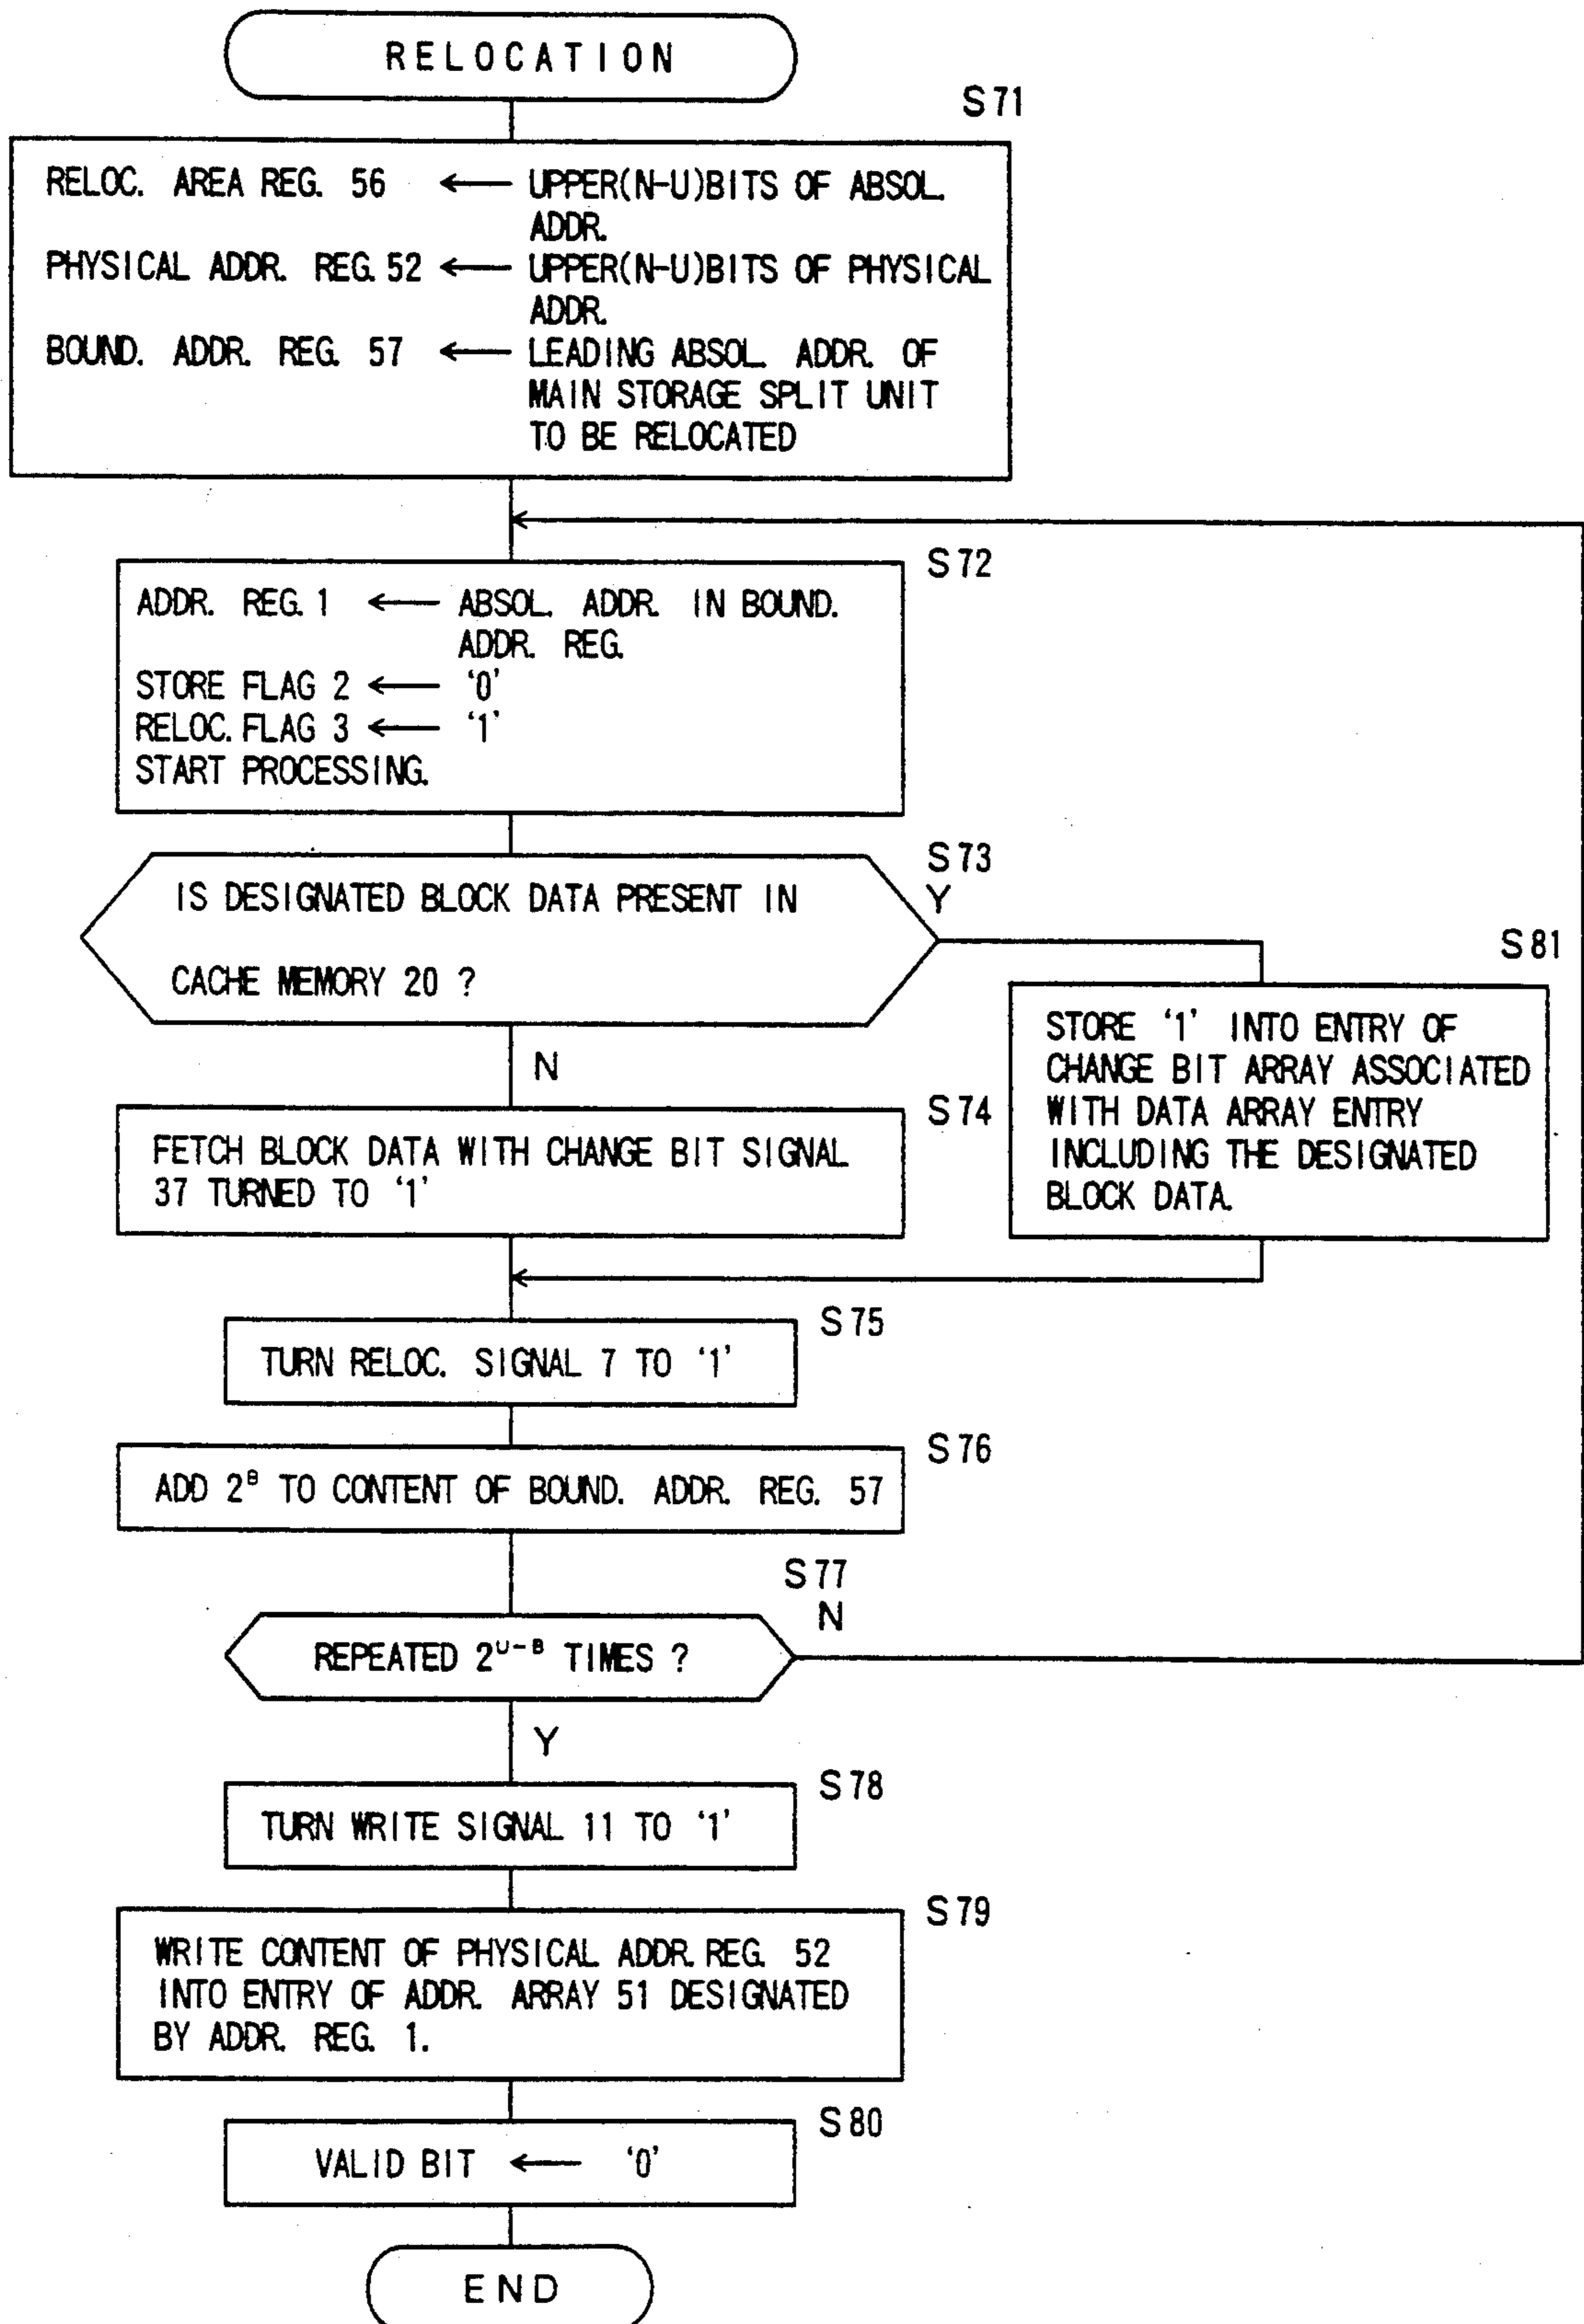 RELOCATION
S71
RELOC. AREA REG. 56 ← UPPER(N-U)BITS OF ABSOL.
ADDR.
PHYSICAL ADDR. REG. 52 ← UPPER(N-U)BITS OF PHYSICAL
ADDR.
BOUND. ADDR. REG. 57 ← LEADING ABSOL. ADDR. OF
MAIN STORAGE SPLIT UNIT
TO BE RELOCATED
S72
ADDR. REG. 1 ← ABSOL. ADDR. IN BOUND.
ADDR. REG.
STORE FLAG 2 ← ‘0’
RELOC. FLAG 3 ← ‘1’
START PROCESSING.
S73
Y
IS DESIGNATED BLOCK DATA PRESENT IN
CACHE MEMORY 20 ?
N
S81
STORE ‘1’ INTO ENTRY OF
CHANGE BIT ARRAY ASSOCIATED
WITH DATA ARRAY ENTRY
INCLUDING THE DESIGNATED
BLOCK DATA.
S74
FETCH BLOCK DATA WITH CHANGE BIT SIGNAL
37 TURNED TO ‘1’
S75
TURN RELOC. SIGNAL 7 TO ‘1’
S76
ADD 2ᴮ TO CONTENT OF BOUND. ADDR. REG. 57
S77
N
REPEATED 2ᵁ⁻ᴮ TIMES ?
Y
S78
TURN WRITE SIGNAL 11 TO ‘1’
S79
WRITE CONTENT OF PHYSICAL ADDR. REG. 52
INTO ENTRY OF ADDR. ARRAY 51 DESIGNATED
BY ADDR. REG. 1.
S80
VALID BIT ← ‘0’
END